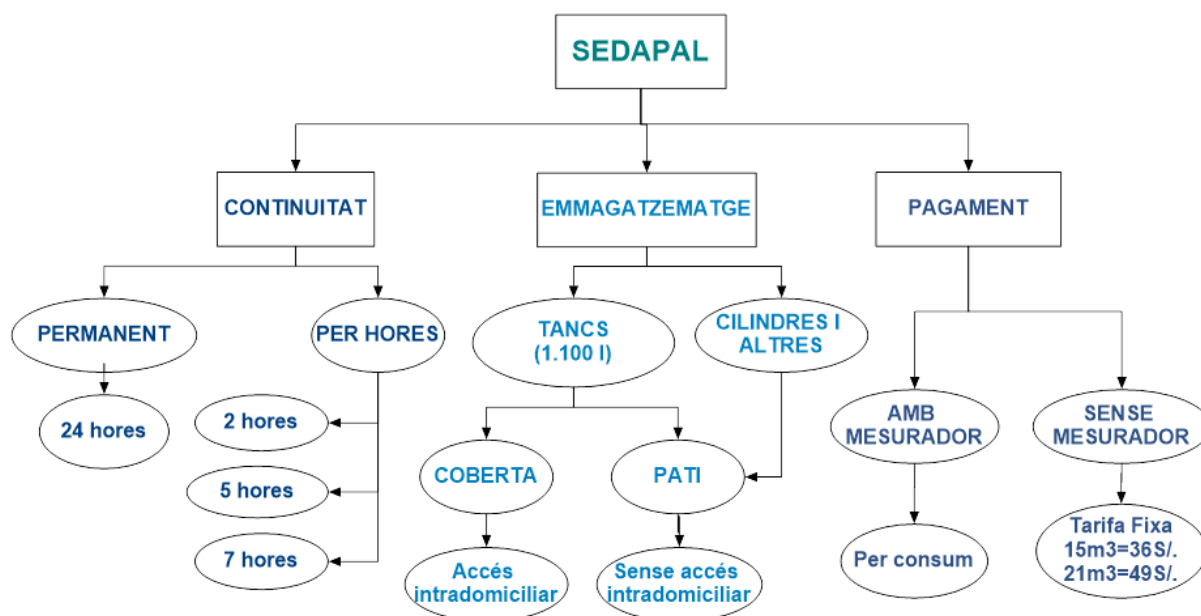 SEDAPAL
CONTINUITAT
EMMAGATZEMATGE
PAGAMENT
PERMANENT
PER HORES
TANCS
(1.100 l)
CILINDRES I
ALTRES
24 hores
2 hores
5 hores
7 hores
COBERTA
PATI
AMB
MESURADOR
SENSE
MESURADOR
Accés
intradomiciliar
Sense accés
intradomiciliar
Per consum
Tarifa Fixa
15m3=36S/.
21m3=49S/.